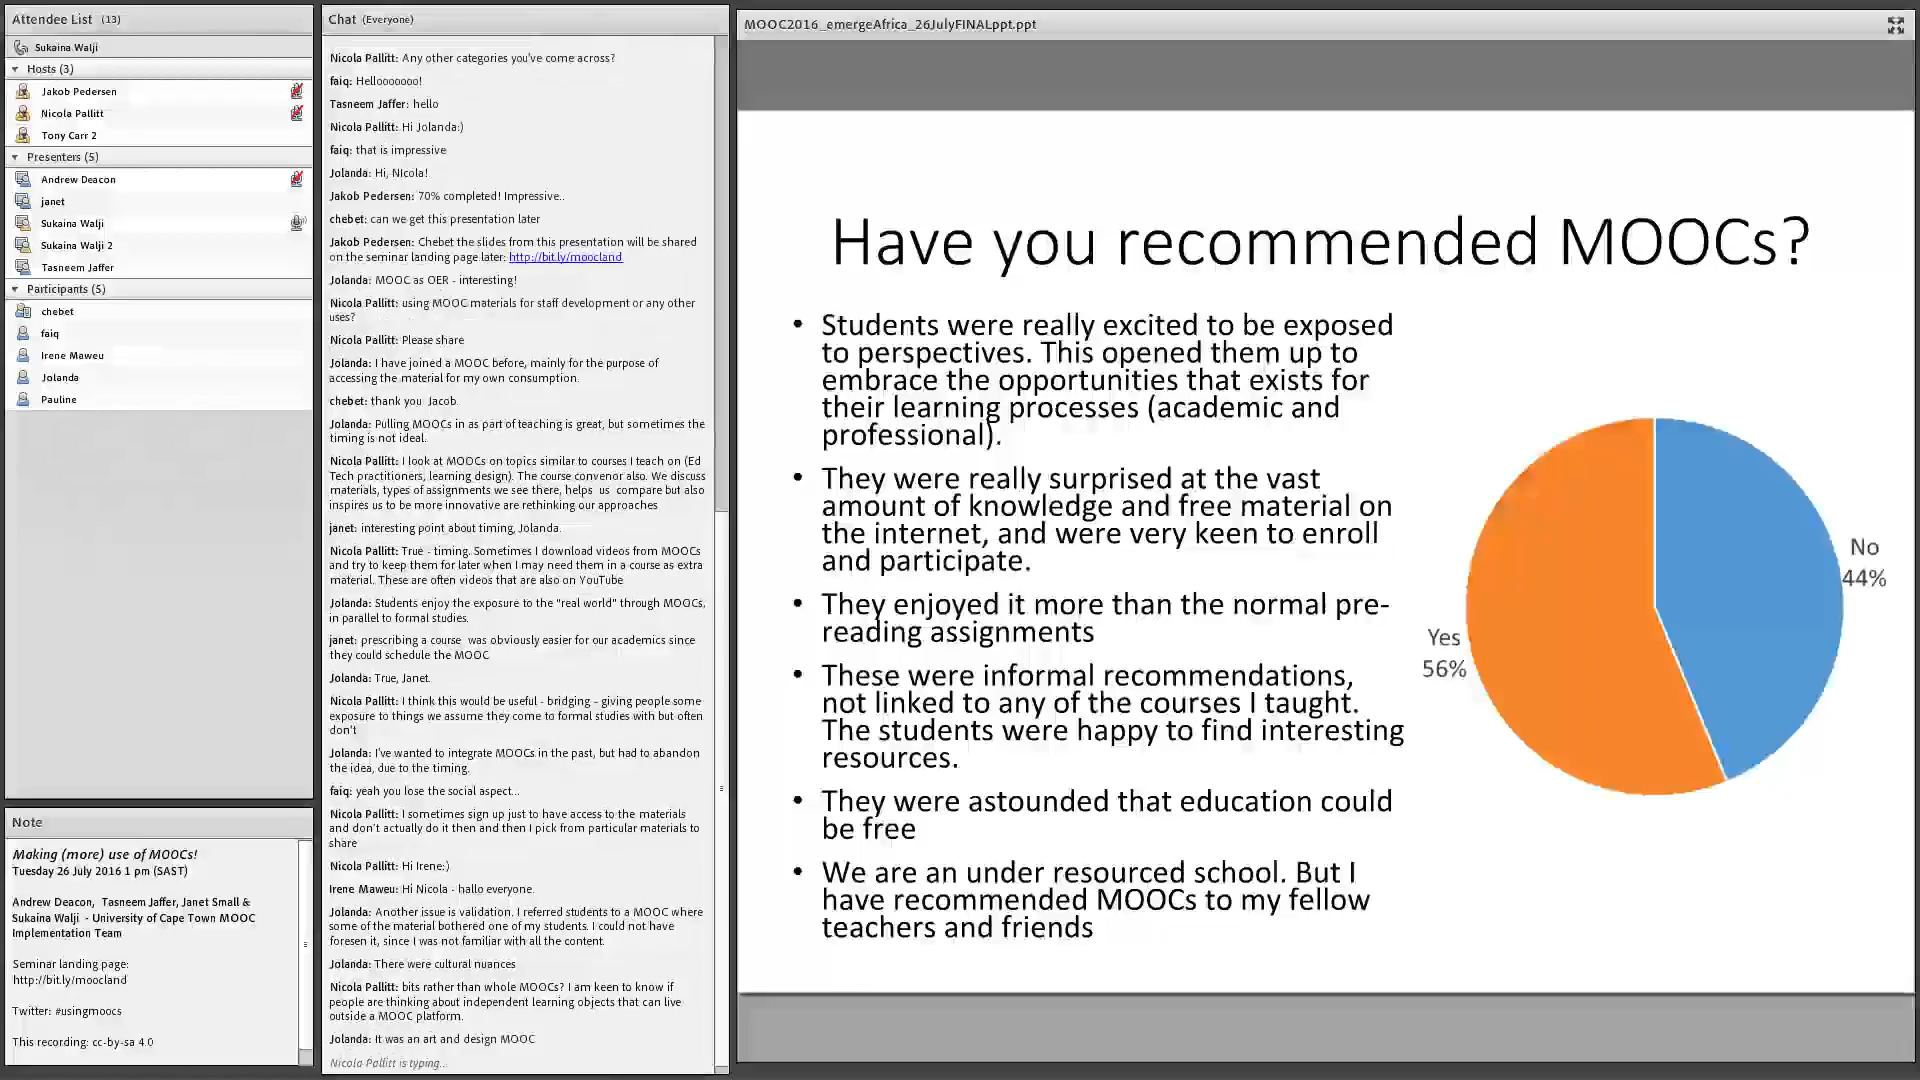 Attendee List (13)
Sukaina Walji
Hosts (3)
Jakob Pedersen
Nicola Pallitt
Tony Carr 2
Presenters (5)
Andrew Deacon
janet
Sukaina Walji
Sukaina Walji 2
Tasneem Jaffer
Participants (5)
chebet
faiq
Irene Maweu
Jolanda
Pauline
Note
Making (more) use of MOOCs!
Tuesday 26 July 2016 1 pm (SAST)
Andrew Deacon, Tasneem Jaffer, Janet Small &
Sukaina Walji - University of Cape Town MOOC
Implementation Team
Seminar landing page:
http://bit.ly/moocland
Twitter: #usingmoocs
This recording: cc-by-sa 4.0
Chat (Everyone)
Nicola Pallitt: Any other categories you've come across?
faiq: Hellooooooo!
Tasneem Jaffer: hello
Nicola Pallitt: Hi Jolanda:)
faiq: that is impressive
Jolanda: Hi, NIcola!
Jakob Pedersen: 70% completed! Impressive..
chebet: can we get this presentation later
Jakob Pedersen: Chebet the slides from this presentation will be shared
on the seminar landing page later: http://bit.ly/moocland
Jolanda: MOOC as OER - interesting!
Nicola Pallitt: using MOOC materials for staff development or any other
uses?
Nicola Pallitt: Please share
Jolanda: I have joined a MOOC before, mainly for the purpose of
accessing the material for my own consumption.
chebet: thank you Jacob.
Jolanda: Pulling MOOCs in as part of teaching is great, but sometimes the
timing is not ideal.
Nicola Pallitt: I look at MOOCs on topics similar to courses I teach on (Ed
Tech practitioners, learning design). The course convenor also. We discuss
materials, types of assignments we see there, helps us compare but also
inspires us to be more innovative are rethinking our approaches
janet: interesting point about timing, Jolanda.
Nicola Pallitt: True - timing. Sometimes I download videos from MOOCs
and try to keep them for later when I may need them in a course as extra
material. These are often videos that are also on YouTube
Jolanda: Students enjoy the exposure to the "real world" through MOOCs,
in parallel to formal studies.
janet: prescribing a course was obviously easier for our academics since
they could schedule the MOOC
Jolanda: True, Janet.
Nicola Pallitt: I think this would be useful - bridging - giving people some
exposure to things we assume they come to formal studies with but often
don't
Jolanda: I've wanted to integrate MOOCs in the past, but had to abandon
the idea, due to the timing.
faiq: yeah you lose the social aspect...
Nicola Pallitt: I sometimes sign up just to have access to the materials
and don't actually do it then and then I pick from particular materials to
share
Nicola Pallitt: Hi Irene:)
Irene Maweu: Hi Nicola - hallo everyone.
Jolanda: Another issue is validation. I referred students to a MOOC where
some of the material bothered one of my students. I could not have
foresen it, since I was not familiar with all the content.
Jolanda: There were cultural nuances
Nicola Pallitt: bits rather than whole MOOCs? I am keen to know if
people are thinking about independent learning objects that can live
outside a MOOC platform.
Jolanda: It was an art and design MOOC
Nicola Pallitt is typing...
MOOC2016_emergeAfrica_26JulyFINALppt.ppt
Have you recommended MOOCs?
• Students were really excited to be exposed
to perspectives. This opened them up to
embrace the opportunities that exists for
their learning processes (academic and
professional).
• They were really surprised at the vast
amount of knowledge and free material on
the internet, and were very keen to enroll
and participate.
• They enjoyed it more than the normal pre-
reading assignments
• These were informal recommendations,
not linked to any of the courses I taught.
The students were happy to find interesting
resources.
• They were astounded that education could
be free
• We are an under resourced school. But I
have recommended MOOCs to my fellow
teachers and friends
No
44%
Yes
56%